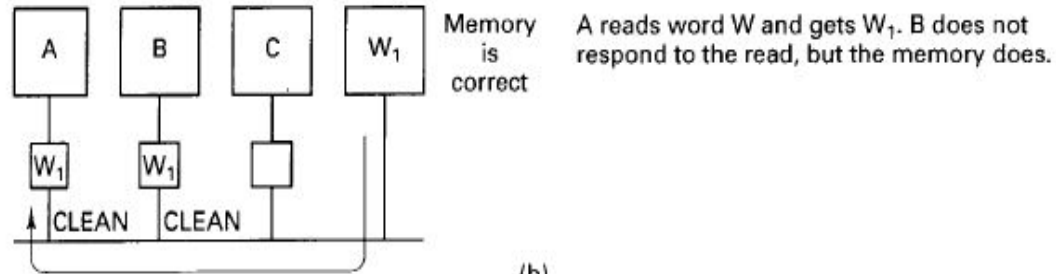 A
B
C
W₁
Memory
is
correct
A reads word W and gets W₁. B does not
respond to the read, but the memory does.
W₁
W₁
CLEAN
CLEAN
(b)